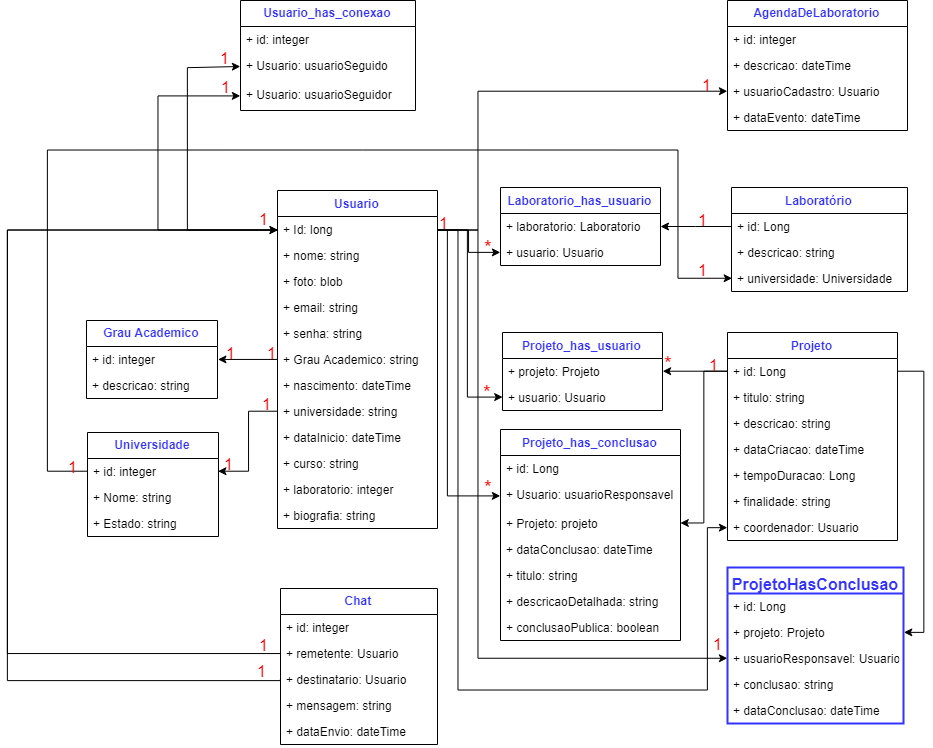 Usuario_has_conexao
+ id: integer
+ Usuario: usuarioSeguido
+ Usuario: usuarioSeguidor
1
1
AgendaDeLaboratorio
+ id: integer
+ descricao: dateTime
+ usuarioCadastro: Usuario
+ dataEvento: dateTime
1
Usuario
+ Id: long
+ nome: string
+ foto: blob
+ email: string
+ senha: string
+ Grau Academico: string
+ nascimento: dateTime
+ universidade: string
+ dataInicio: dateTime
+ curso: string
+ laboratorio: integer
+ biografia: string
1
1
1
1
Laboratorio_has_usuario
+ laboratorio: Laboratorio
+ usuario: Usuario
*
Laboratório
+ id: Long
+ descricao: string
+ universidade: Universidade
1
1
Grau Academico
+ id: integer
+ descricao: string
1
Universidade
+ id: integer
+ Nome: string
+ Estado: string
1
1
Projeto_has_usuario
+ projeto: Projeto
+ usuario: Usuario
*
*
Projeto
+ id: Long
+ titulo: string
+ descricao: string
+ dataCriacao: dateTime
+ tempoDuracao: Long
+ finalidade: string
+ coordenador: Usuario
1
Projeto_has_conclusao
+ id: Long
+ Usuario: usuarioResponsavel
+ Projeto: projeto
+ dataConclusao: dateTime
+ titulo: string
+ descricaoDetalhada: string
+ conclusaoPublica: boolean
*
ProjetoHasConclusao
+ id: Long
+ projeto: Projeto
+ usuarioResponsavel: Usuario
+ conclusao: string
+ dataConclusao: dateTime
1
Chat
+ id: integer
+ remetente: Usuario
+ destinatario: Usuario
+ mensagem: string
+ dataEnvio: dateTime
1
1